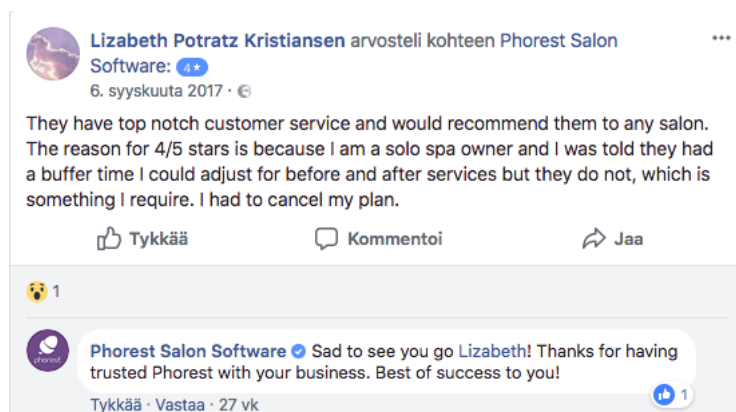 Lizabeth Potratz Kristiansen arvosteli kohteen Phorest Salon
Software: 4★
6. syyskuuta 2017 ·
They have top notch customer service and would recommend them to any salon.
The reason for 4/5 stars is because I am a solo spa owner and I was told they had
a buffer time I could adjust for before and after services but they do not, which is
something I require. I had to cancel my plan.
Tykkää Kommentoi Jaa
1
phorest
Phorest Salon Software Sad to see you go Lizabeth! Thanks for having
trusted Phorest with your business. Best of success to you!
1
Tykkää · Vastaa · 27 vk